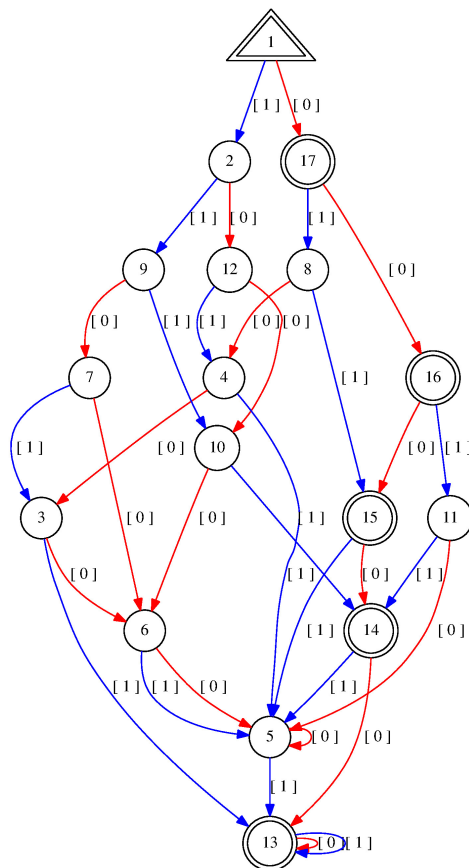 1
[ 1 ] [ 0 ]
2 17
[ 1 ] [ 0 ] [ 1 ]
9 12 8 [ 0 ]
[ 0 ] [ 1 ] [ 1 ] [ 0 ] [ 0 ]
7 4 [ 1 ] 16
[ 1 ] [ 0 ] 10 [ 0 ] [ 1 ]
3 [ 0 ] [ 0 ] [ 1 ] 15 11
[ 0 ] [ 1 ] [ 0 ] [ 1 ]
6 [ 1 ] 14 [ 0 ]
[ 1 ] [ 1 ] [ 0 ] [ 1 ]
5 [ 0 ] [ 0 ]
[ 1 ]
13 [ 0 ] [ 1 ]